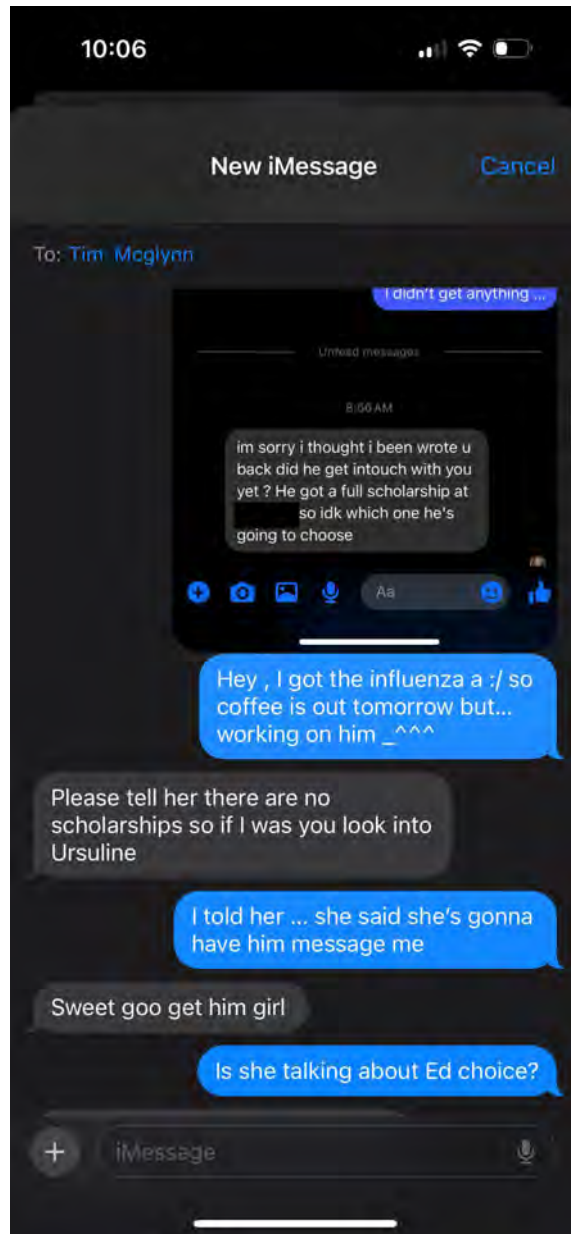 10:06
New iMessage
Cancel
To: Tim Mcglynn
I didn't get anything ...
Unread messages
8:56 AM
im sorry i thought i been wrote u
back did he get intouch with you
yet ? He got a full scholarship at
so idk which one he's
going to choose
Aa
Hey , I got the influenza a :/ so
coffee is out tomorrow but...
working on him _^^^
Please tell her there are no
scholarships so if I was you look into
Ursuline
I told her ... she said she's gonna
have him message me
Sweet goo get him girl
Is she talking about Ed choice?
iMessage